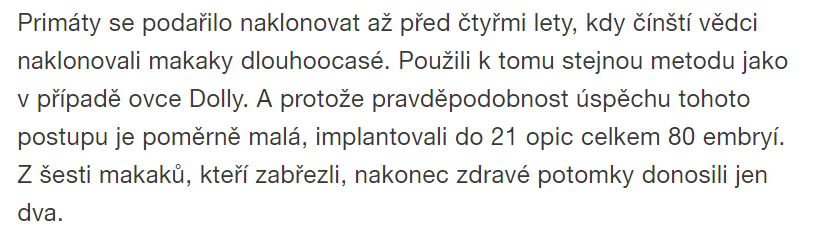 Primáty se podařilo naklonovat až před čtyřmi lety, kdy čínští vědci
naklonovali makaky dlouhoocasé. Použili k tomu stejnou metodu jako
v případě ovce Dolly. A protože pravděpodobnost úspěchu tohoto
postupu je poměrně malá, implantovali do 21 opic celkem 80 embryí.
Z šesti makaků, kteří zabřezli, nakonec zdravé potomky donosili jen
dva.